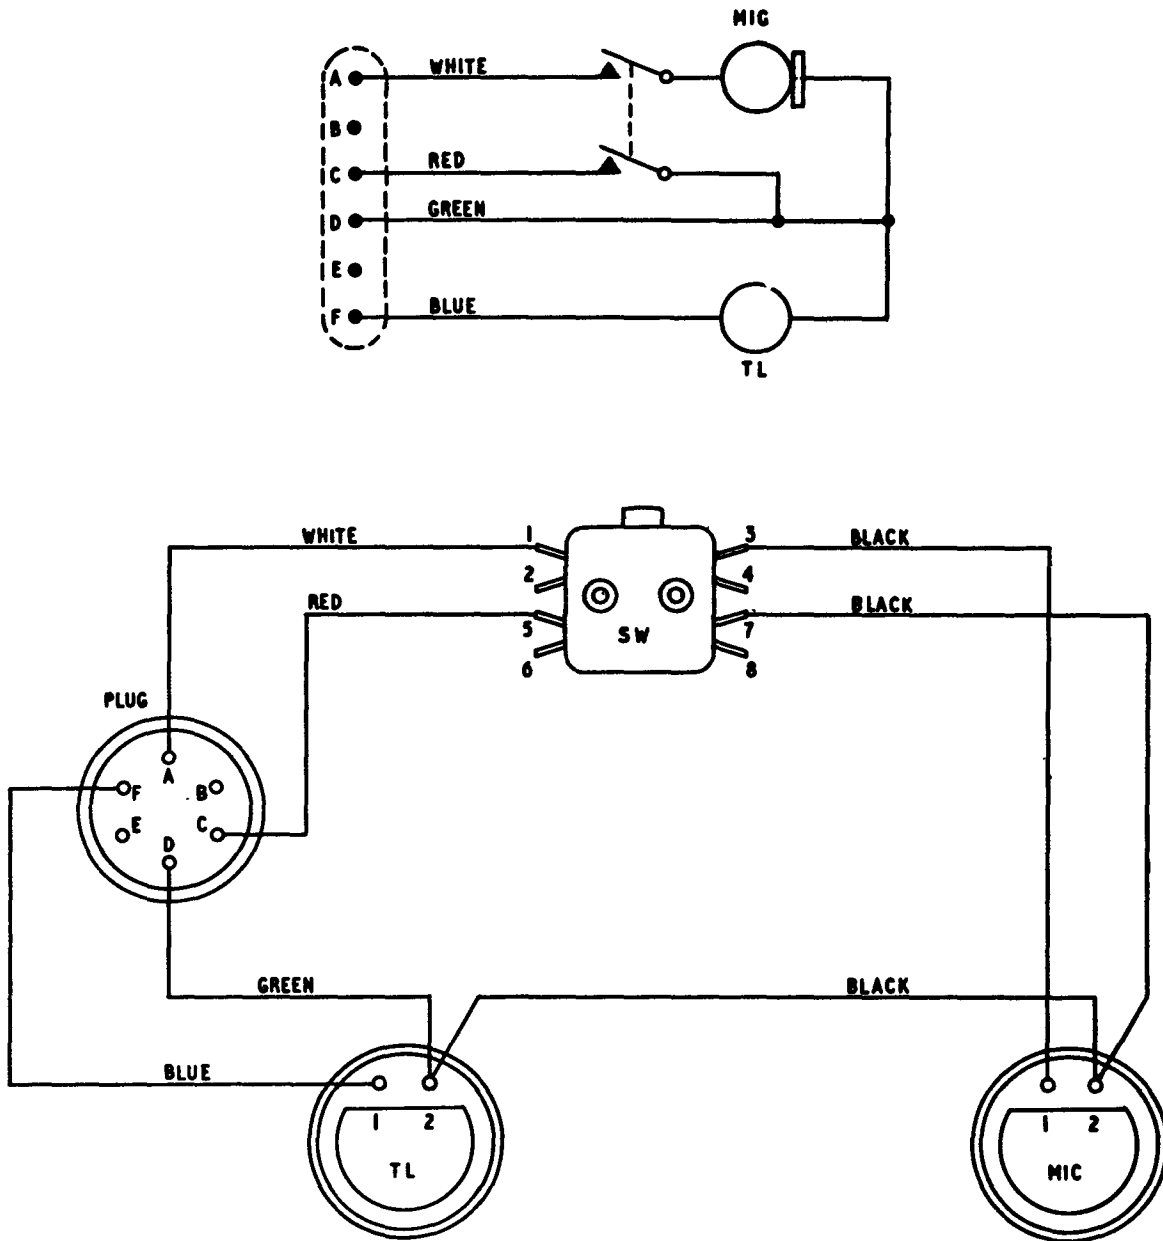 MIC
A WHITE
B
C RED
D GREEN
E
F BLUE
TL
WHITE
1
3
BLACK
2
4
RED
BLACK
5
7
SW
6
8
PLUG
A
F
B
E
C
D
GREEN
BLACK
BLUE
1 2
TL
1 2
MIC